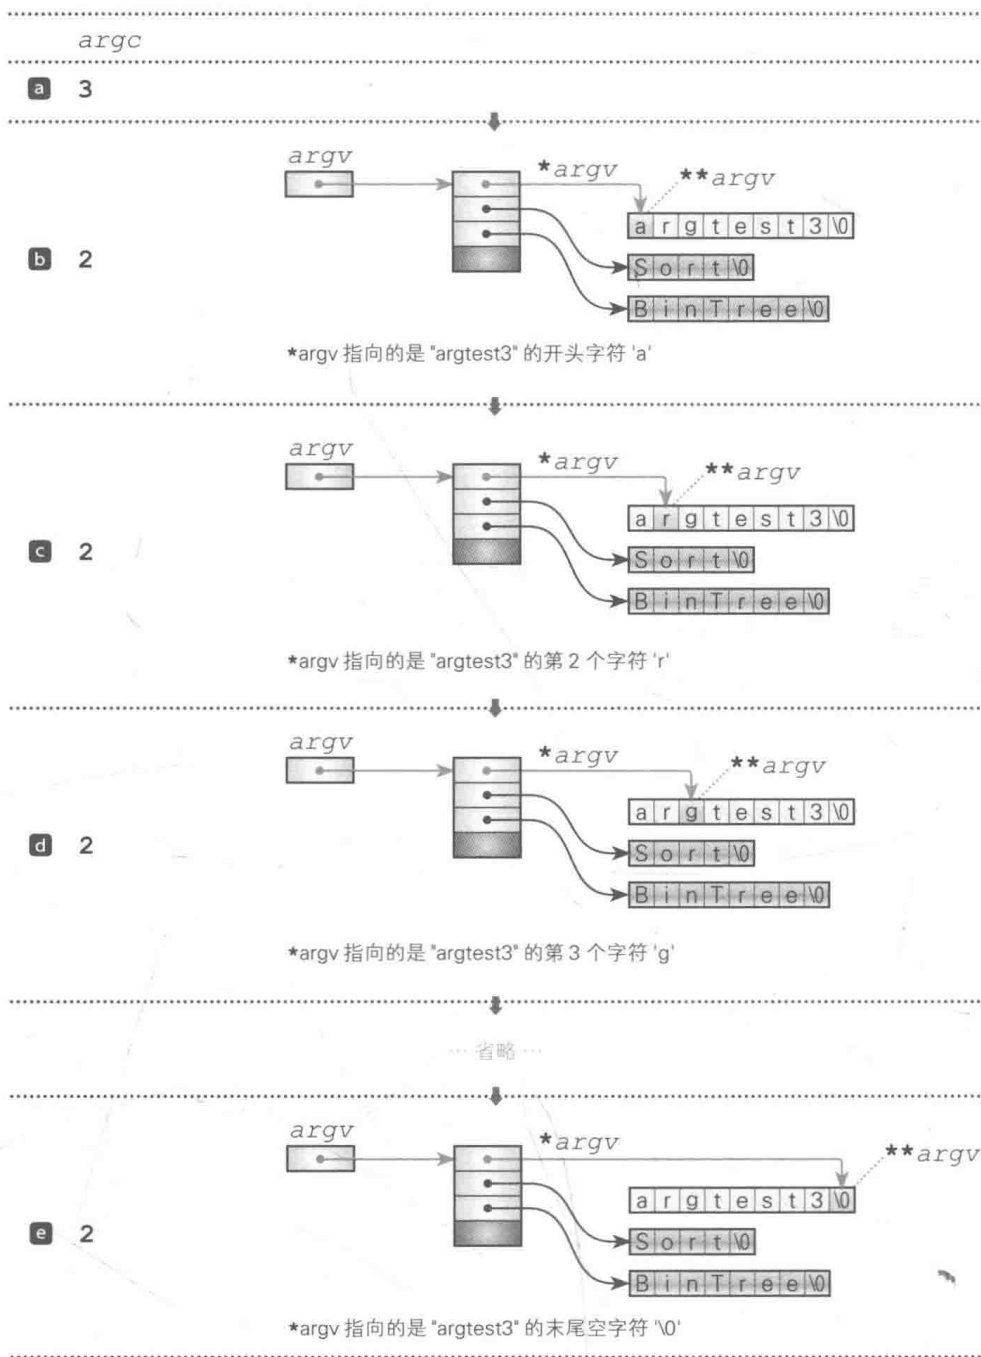 argc
a 3
argv
*argv
**argv
a r g t e s t 3 \0
b 2
S o r t \0
B i n T r e e \0
*argv 指向的是 "argtest3" 的开头字符 'a'
argv
*argv
**argv
a r g t e s t 3 \0
c 2
S o r t \0
B i n T r e e \0
*argv 指向的是 "argtest3" 的第 2 个字符 'r'
argv
*argv
**argv
a r g t e s t 3 \0
d 2
S o r t \0
B i n T r e e \0
*argv 指向的是 "argtest3" 的第 3 个字符 'g'
… 省略 …
argv
*argv
**argv
a r g t e s t 3 \0
e 2
S o r t \0
B i n T r e e \0
*argv 指向的是 "argtest3" 的末尾空字符 '\0'